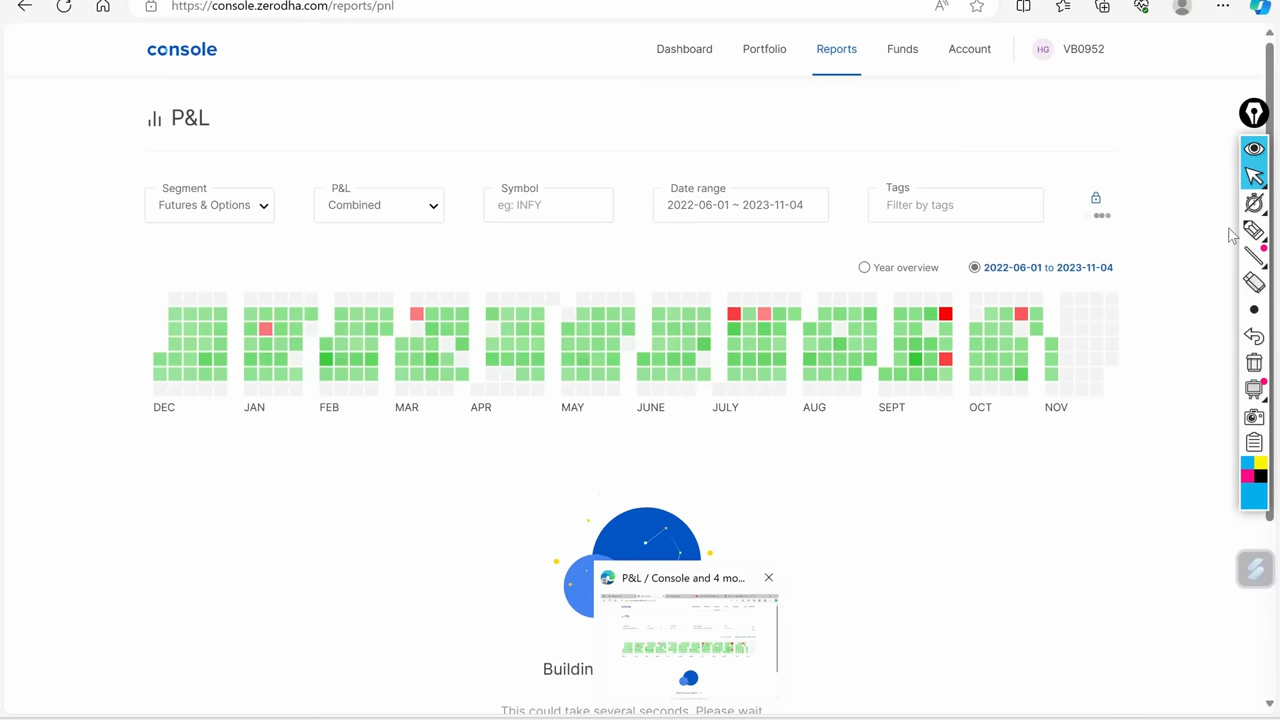 https://console.zerodha.com/reports/pnl
console
Dashboard
Portfolio
Reports
Funds
Account
HG
VB0952
P&L
Segment
Futures & Options
P&L
Combined
Symbol
eg: INFY
Date range
2022-06-01 ~ 2023-11-04
Tags
Filter by tags
Year overview
2022-06-01 to 2023-11-04
DEC
JAN
FEB
MAR
APR
MAY
JUNE
JULY
AUG
SEPT
OCT
NOV
P&L / Console and 4 mo...
Buildin
This could take several seconds. Please wait